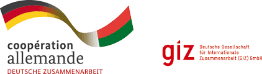 coopération
allemande
DEUTSCHE ZUSAMMENARBEIT
giz
Deutsche Gesellschaft
für Internationale
Zusammenarbeit (GIZ) GmbH